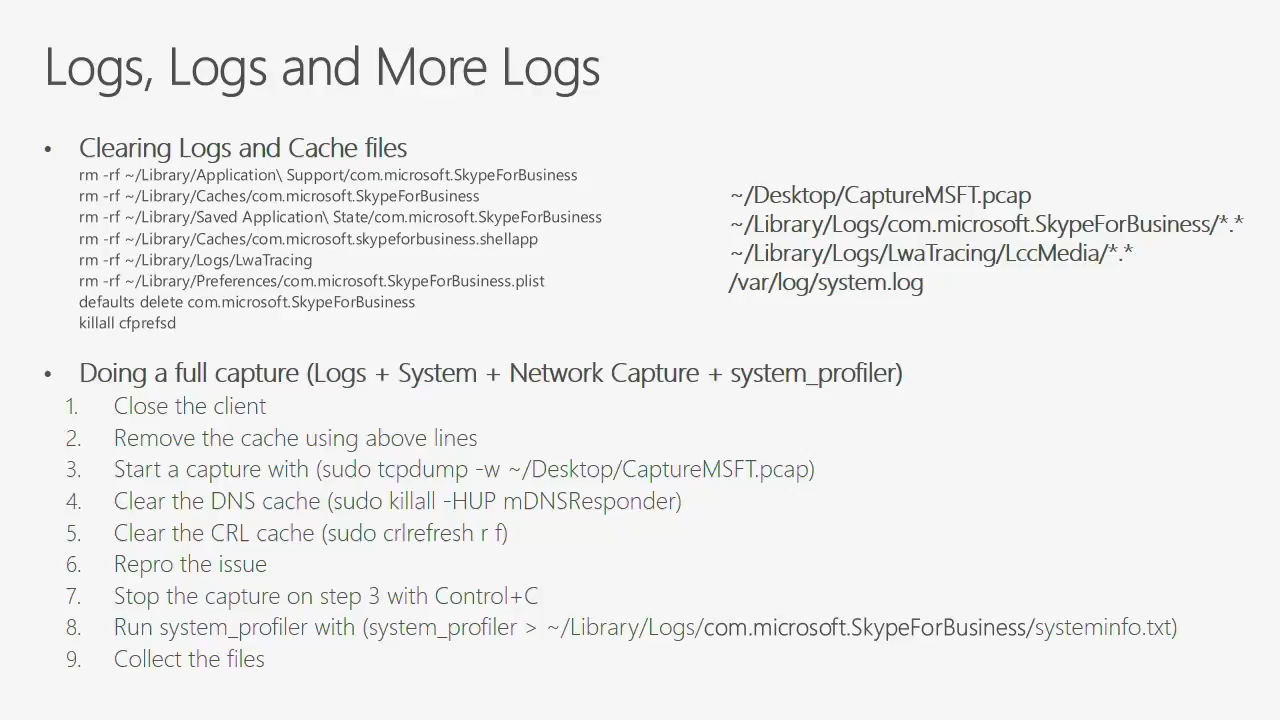 Logs, Logs and More Logs
• Clearing Logs and Cache files
rm -rf ~/Library/Application\ Support/com.microsoft.SkypeForBusiness
rm -rf ~/Library/Caches/com.microsoft.SkypeForBusiness
rm -rf ~/Library/Saved Application\ State/com.microsoft.SkypeForBusiness
rm -rf ~/Library/Caches/com.microsoft.skypeforbusiness.shellapp
rm -rf ~/Library/Logs/LwaTracing
rm -rf ~/Library/Preferences/com.microsoft.SkypeForBusiness.plist
defaults delete com.microsoft.SkypeForBusiness
killall cfprefsd
~/Desktop/CaptureMSFT.pcap
~/Library/Logs/com.microsoft.SkypeForBusiness/*.*
~/Library/Logs/LwaTracing/LccMedia/*.*
/var/log/system.log
• Doing a full capture (Logs + System + Network Capture + system_profiler)
1. Close the client
2. Remove the cache using above lines
3. Start a capture with (sudo tcpdump -w ~/Desktop/CaptureMSFT.pcap)
4. Clear the DNS cache (sudo killall -HUP mDNSResponder)
5. Clear the CRL cache (sudo crlrefresh r f)
6. Repro the issue
7. Stop the capture on step 3 with Control+C
8. Run system_profiler with (system_profiler > ~/Library/Logs/com.microsoft.SkypeForBusiness/systeminfo.txt)
9. Collect the files